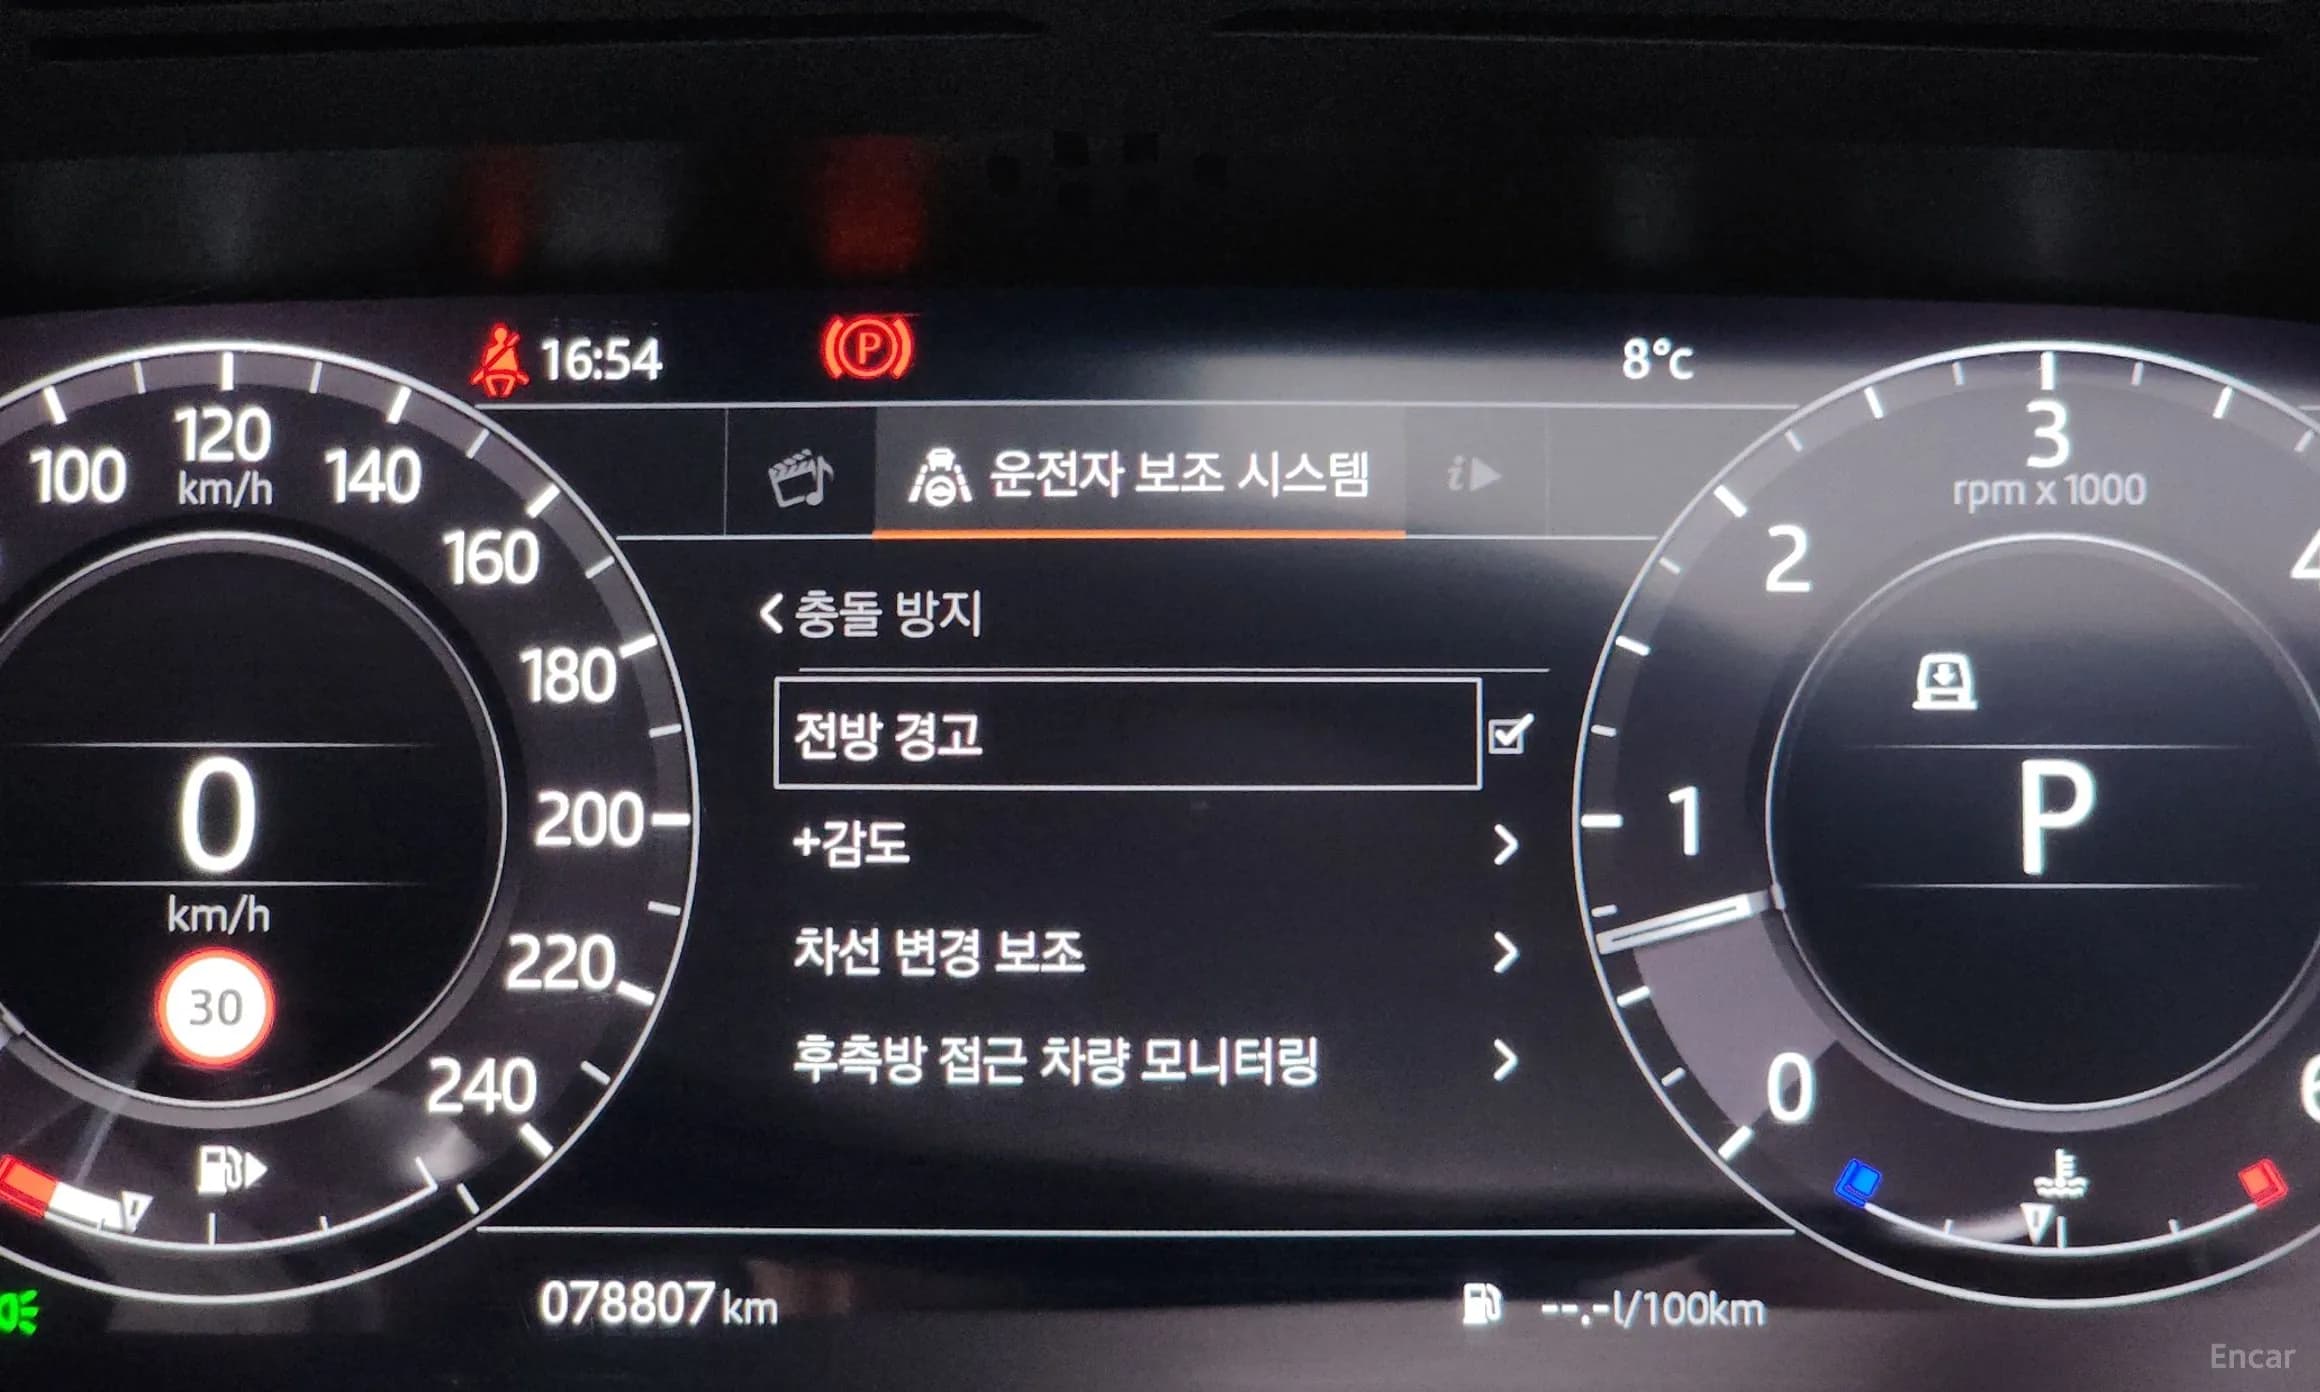 16:54
P
8°c
100
120
km/h
140
160
180
200
220
240
0
km/h
30
운전자 보조 시스템
i
충돌 방지
전방 경고
+감도
차선 변경 보조
후측방 접근 차량 모니터링
3
rpm x 1000
2
1
0
4
6
P
078807 km
--.-l/100km
Encar